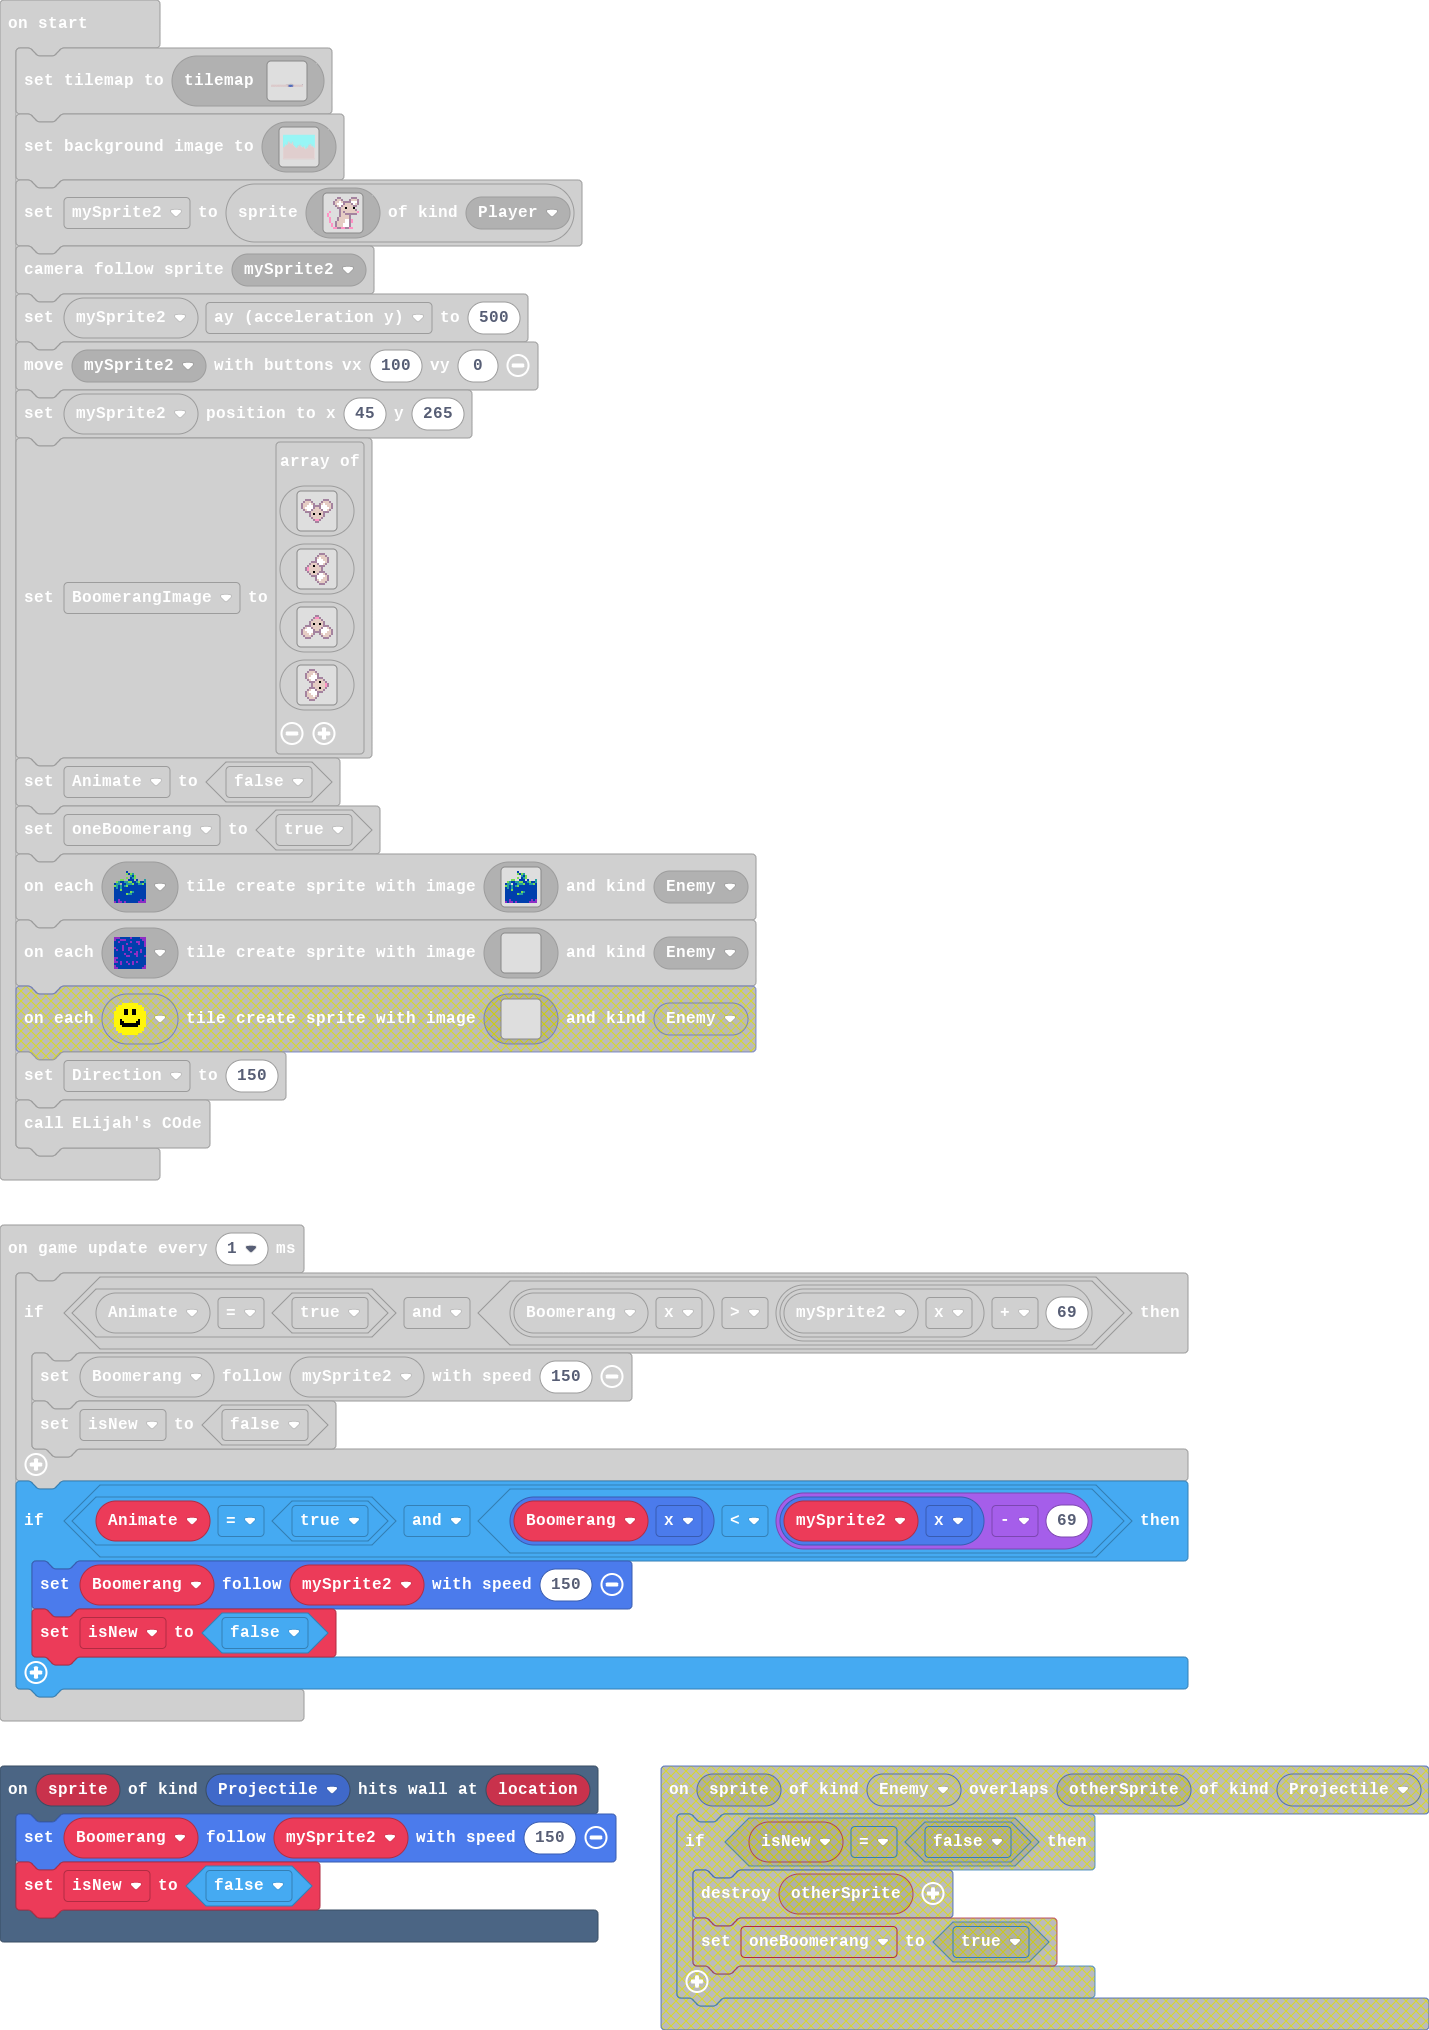 on start
set tilemap to tilemap
set background image to
set mySprite2 to sprite of kind Player
camera follow sprite mySprite2
set mySprite2 ay (acceleration y) to 500
move mySprite2 with buttons vx 100 vy 0
set mySprite2 position to x 45 y 265
array of
set BoomerangImage to
set Animate to false
set oneBoomerang to true
on each tile create sprite with image and kind Enemy
on each tile create sprite with image and kind Enemy
on each tile create sprite with image and kind Enemy
set Direction to 150
call ELijah's COde
on game update every 1 ms
if Animate = true and Boomerang x > mySprite2 x + 69 then
set Boomerang follow mySprite2 with speed 150
set isNew to false
if Animate = true and Boomerang x < mySprite2 x - 69 then
set Boomerang follow mySprite2 with speed 150
set isNew to false
on sprite of kind Projectile hits wall at location
set Boomerang follow mySprite2 with speed 150
set isNew to false
on sprite of kind Enemy overlaps otherSprite of kind Projectile
if isNew = false then
destroy otherSprite
set oneBoomerang to true